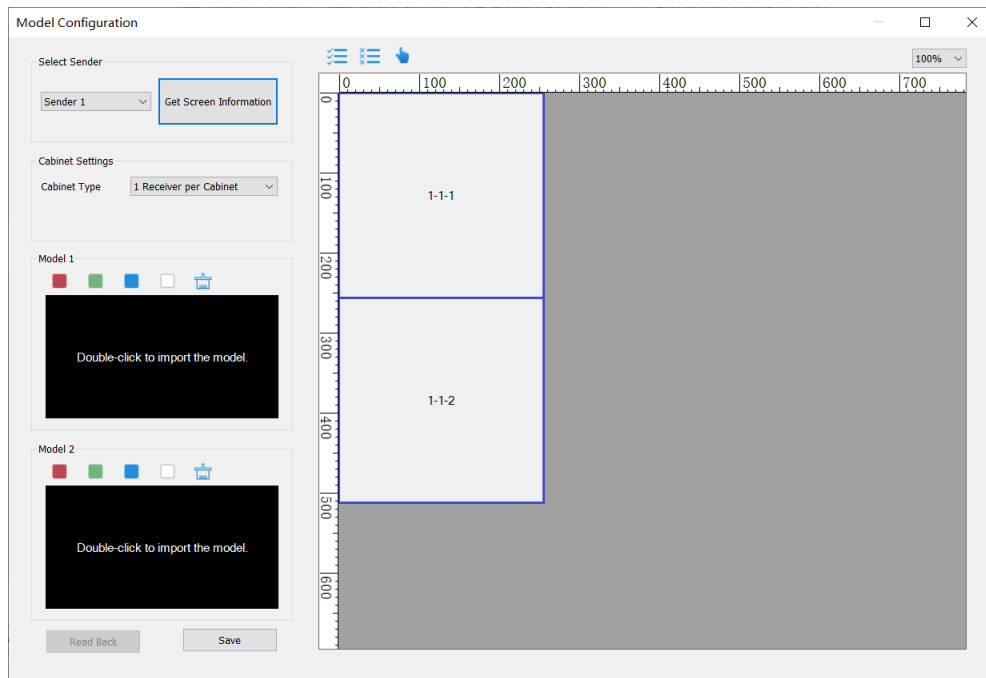 Model Configuration
Select Sender
Sender 1
Get Screen Information
Cabinet Settings
Cabinet Type
1 Receiver per Cabinet
Model 1
Double-click to import the model.
Model 2
Double-click to import the model.
Read Back
Save
100%
0 100 200 300 400 500 600 700
0
100
200
300
400
500
600
1-1-1
1-1-2